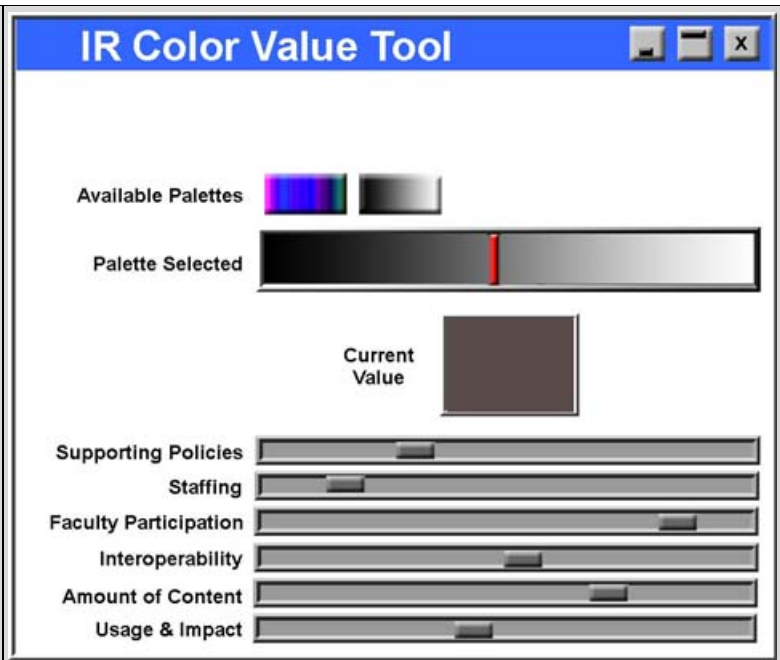 IR Color Value Tool
x
Available Palettes
Palette Selected
Current
Value
Supporting Policies
Staffing
Faculty Participation
Interoperability
Amount of Content
Usage & Impact